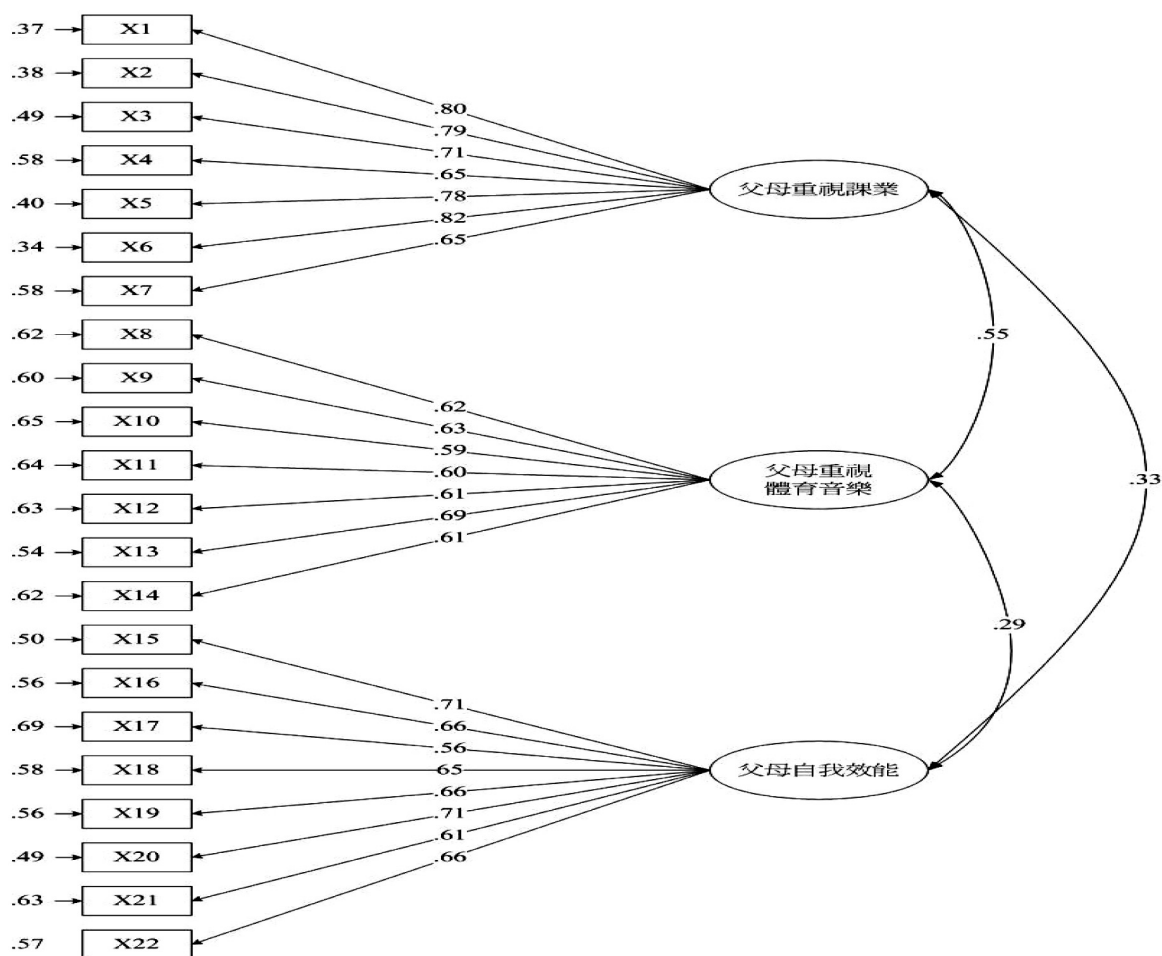 .37 X1
.38 X2
.49 X3
.58 X4
.40 X5
.34 X6
.58 X7
.62 X8
.60 X9
.65 X10
.64 X11
.63 X12
.54 X13
.62 X14
.50 X15
.56 X16
.69 X17
.58 X18
.56 X19
.49 X20
.63 X21
.57 X22
.80
.79
.71
.65
.78
.82
.65
.62
.63
.59
.60
.61
.69
.61
.71
.66
.56
.65
.66
.71
.61
.66
父母重視課業
父母重視
體育音樂
父母自我效能
.55
.33
.29